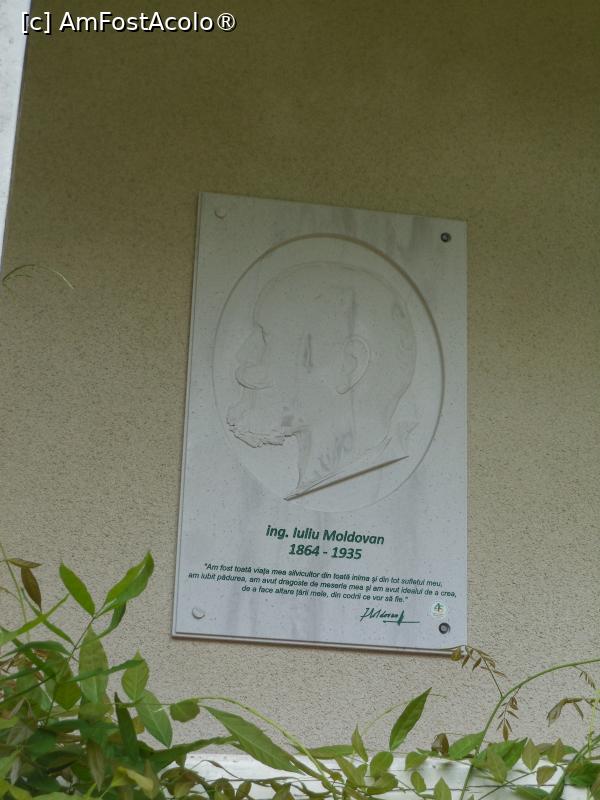 [c] AmFostAcolo®
ing. Iuliu Moldovan
1864 - 1935
"Am fost toată viața mea silvicultor din toată inima și din tot sufletul meu,
am iubit pădurea, am avut dragoste de meseria mea și am avut idealul de a crea,
de a face altare țării mele, din codrii ce vor să fie."